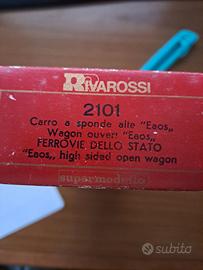 RIVAROSSI
2101
Carro a sponde alte "Eaos„
Wagon ouvert "Eaos„
FERROVIE DELLO STATO
"Eaos„ high sided open wagon
supermodello
subito